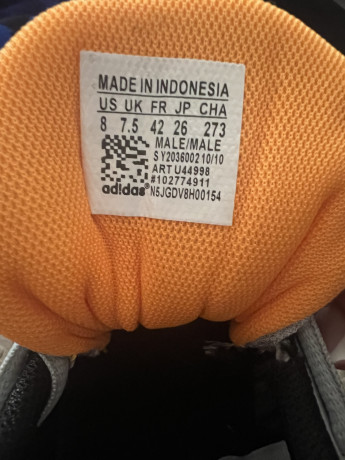 MADE IN INDONESIA
US UK FR JP CHA
8 7.5 42 26 273
MALE/MALE
SY203600210/10
ART U44998
#102774911
adidas N5JGDV8H00154